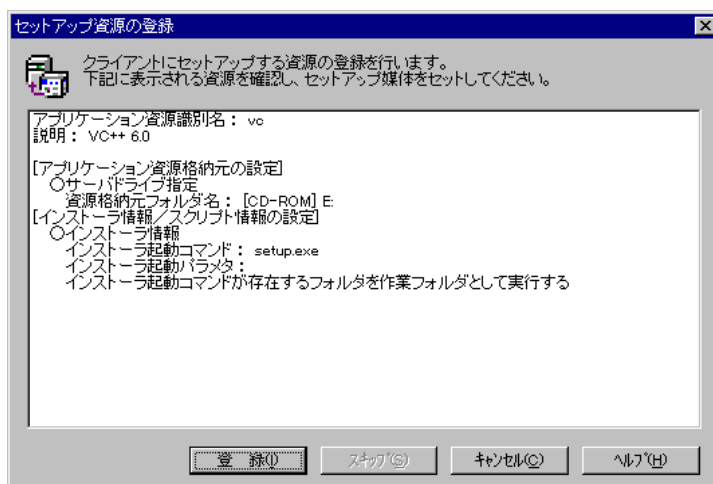 セットアップ資源の登録
クライアントにセットアップする資源の登録を行います。
下記に表示される資源を確認し、セットアップ媒体をセットしてください。
アプリケーション資源識別名： vc
説明： VC++ 6.0
[アプリケーション資源格納元の設定]
○サーバドライブ指定
資源格納元フォルダ名： [CD-ROM] E:
[インストーラ情報／スクリプト情報の設定]
○インストーラ情報
インストーラ起動コマンド： setup.exe
インストーラ起動パラメタ：
インストーラ起動コマンドが存在するフォルダを作業フォルダとして実行する
登 録(I) ｽｷｯﾌﾟ(S) ｷｬﾝｾﾙ(C) ﾍﾙﾌﾟ(H)